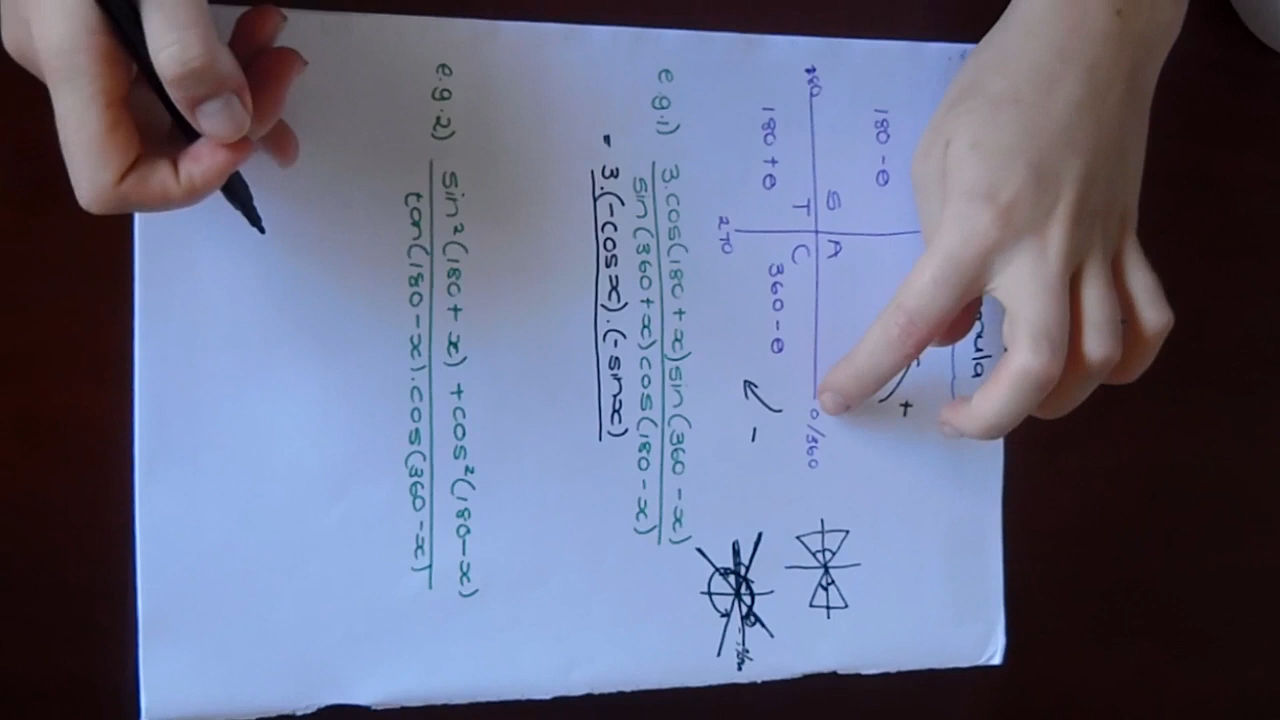 mula
+
180 - θ
S A
180 0/360
T C
180 + θ 360 - θ
-
270
e.g.1) 3.cos(180 + x)sin(360 - x)
sin(360 + x)cos(180 - x)
= 3.(-cosx).(-sinx)
e.g.2) sin²(180 + x) + cos²(180 - x)
tan(180 - x).cos(360 - x)